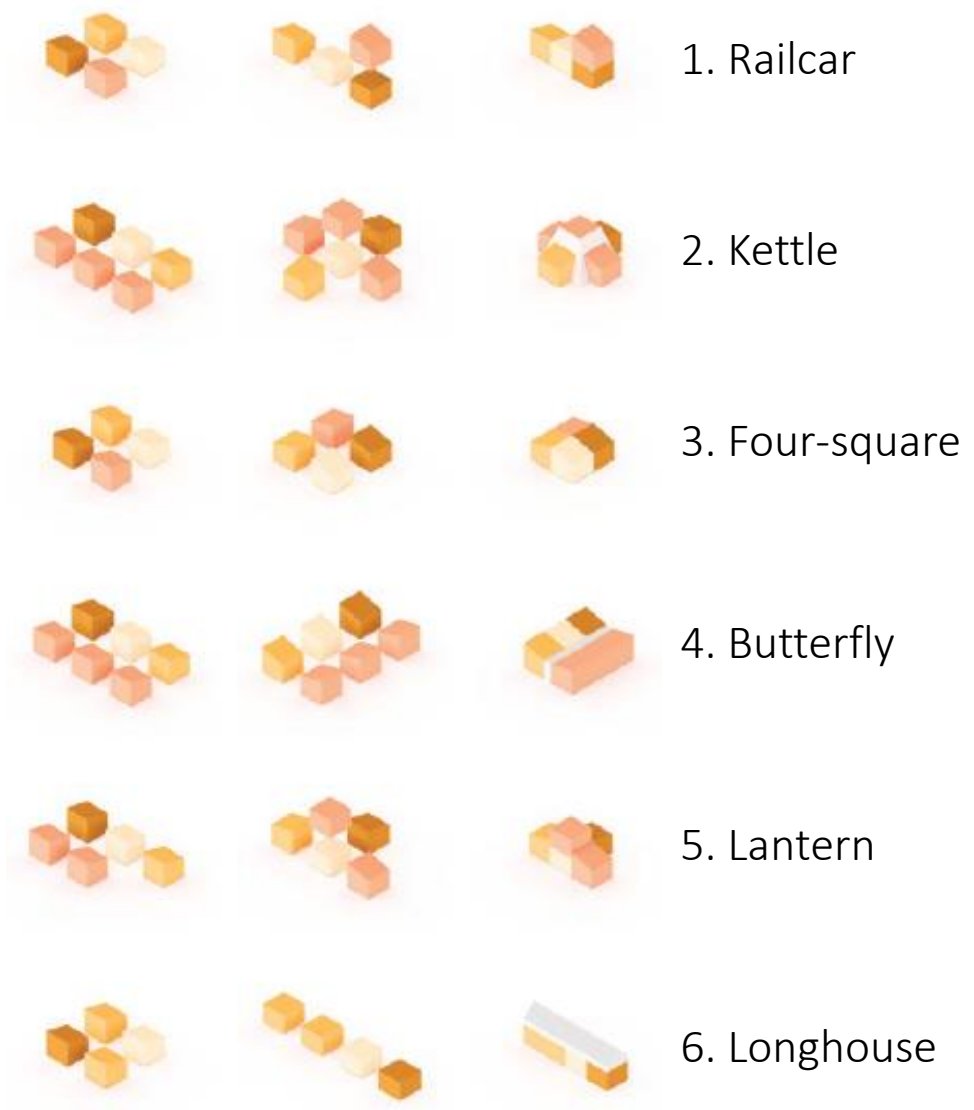 1. Railcar
2. Kettle
3. Four-square
4. Butterfly
5. Lantern
6. Longhouse